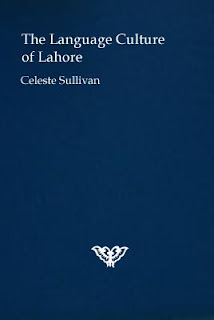 The Language Culture
of Lahore
Celeste Sullivan